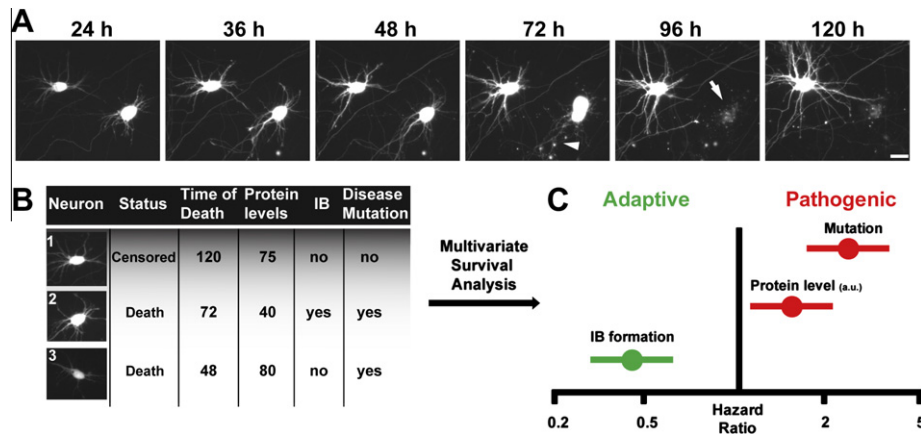 A
24 h 36 h 48 h 72 h 96 h 120 h
B
Neuron Status Time of Death Protein levels IB Disease Mutation
1 Censored 120 75 no no
2 Death 72 40 yes yes
3 Death 48 80 no yes
Multivariate
Survival
Analysis
C
Adaptive Pathogenic
Mutation
Protein level (a.u.)
IB formation
0.2 0.5 Hazard Ratio 2 5